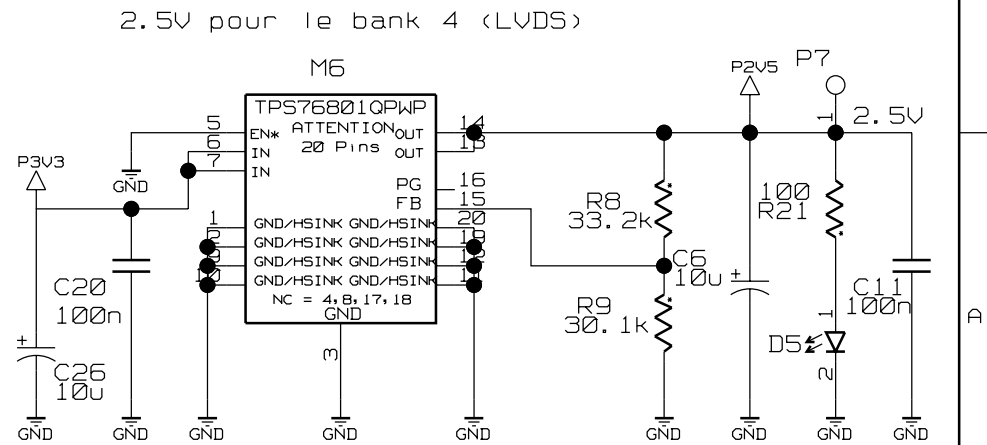 2.5V pour le bank 4 (LVDS)
M6
TPS76801QPWP
ATTENTION
20 Pins
5 EN*
6 IN
7 IN
OUT 14
OUT 13
PG 16
FB 15
1 GND/HSINK GND/HSINK 20
2 GND/HSINK GND/HSINK 19
GND/HSINK GND/HSINK
10 GND/HSINK GND/HSINK
NC = 4,8,17,18
GND
3
P3V3
GND
C20
100n
C26
10u
P2V5
P7
1
2.5V
R8
33.2k
R9
30.1k
C6
10u
100
R21
C11
100n
1
D5
2
A
GND GND GND GND GND GND GND GND GND